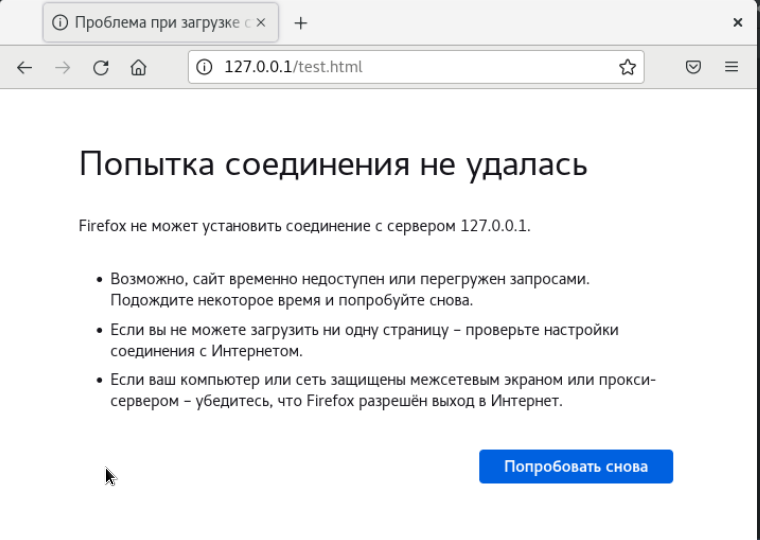 Проблема при загрузке с
127.0.0.1/test.html
Попытка соединения не удалась
Firefox не может установить соединение с сервером 127.0.0.1.
• Возможно, сайт временно недоступен или перегружен запросами.
Подождите некоторое время и попробуйте снова.
• Если вы не можете загрузить ни одну страницу – проверьте настройки
соединения с Интернетом.
• Если ваш компьютер или сеть защищены межсетевым экраном или прокси-
сервером – убедитесь, что Firefox разрешён выход в Интернет.
Попробовать снова